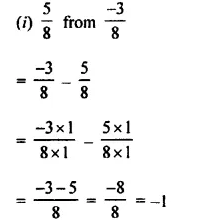 (i) 5/8 from -3/8
= -3/8 - 5/8
= -3×1/8×1 - 5×1/8×1
= -3-5/8 = -8/8 = -1